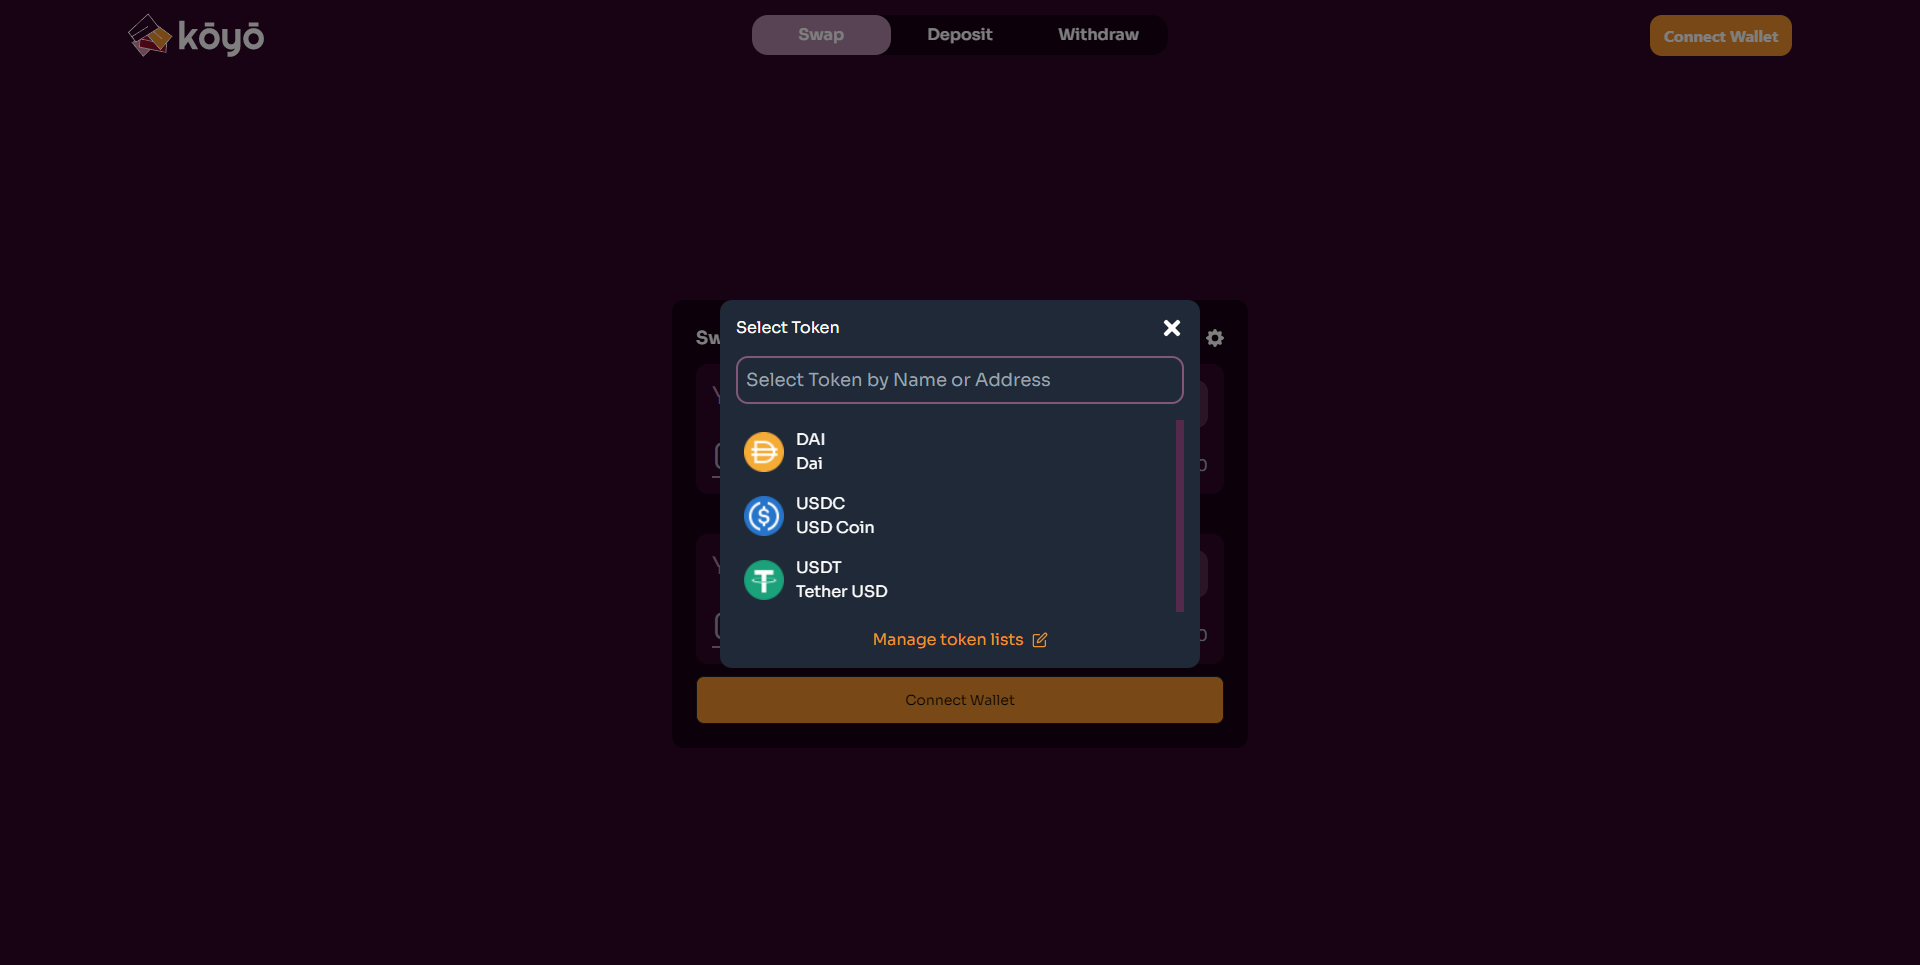 kōyō
Swap
Deposit
Withdraw
Connect Wallet
Select Token
Select Token by Name or Address
DAI
Dai
USDC
USD Coin
USDT
Tether USD
Manage token lists
Connect Wallet